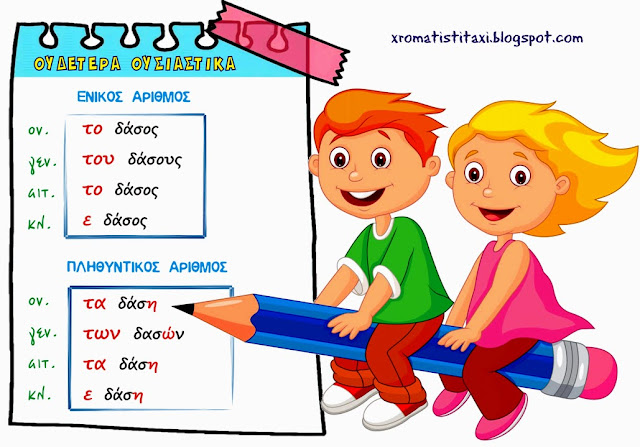 xromatistitaxi.blogspot.com
ΟΥΔΕΤΕΡΑ ΟΥΣΙΑΣΤΙΚΑ
ΕΝΙΚΟΣ ΑΡΙΘΜΟΣ
ον. το δάσος
γεν. του δάσους
αιτ. το δάσος
κλ. ε δάσος
ΠΛΗΘΥΝΤΙΚΟΣ ΑΡΙΘΜΟΣ
ον. τα δάση
γεν. των δασών
αιτ. τα δάση
κλ. ε δάση